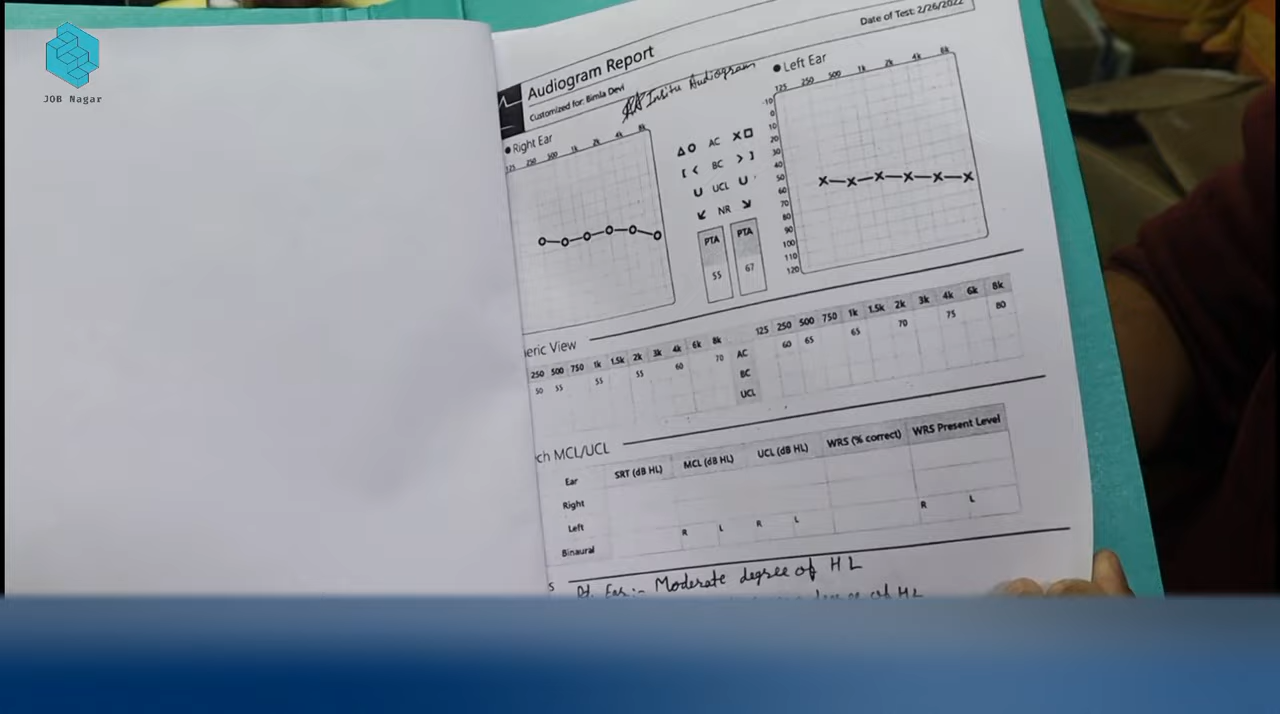 JOB Nagar
Audiogram Report
Date of Test: 2/26/2022
Customized for: Bimla Devi
Insitu Audiogram
Right Ear
125 250 500 1k 2k 4k 8k
Left Ear
125 250 500 1k 2k 4k 8k
-10
0
10
20
30
40
50
60
70
80
90
100
110
120
Δ O AC X □
[ < BC > ]
U UCL U
↙ NR ↘
PTA PTA
55 67
eric View
250 500 750 1k 1.5k 2k 3k 4k 6k 8k
50 55 55 55 60 70
125 250 500 750 1k 1.5k 2k 3k 4k 6k 8k
AC 60 65 65 70 75 80
BC
UCL
ch MCL/UCL
Ear SRT (dB HL) MCL (dB HL) UCL (dB HL) WRS (% correct) WRS Present Level
Right
Left
Binaural R L R L R L
s
Rt. Ear:- Moderate degree of HL
degree of HL